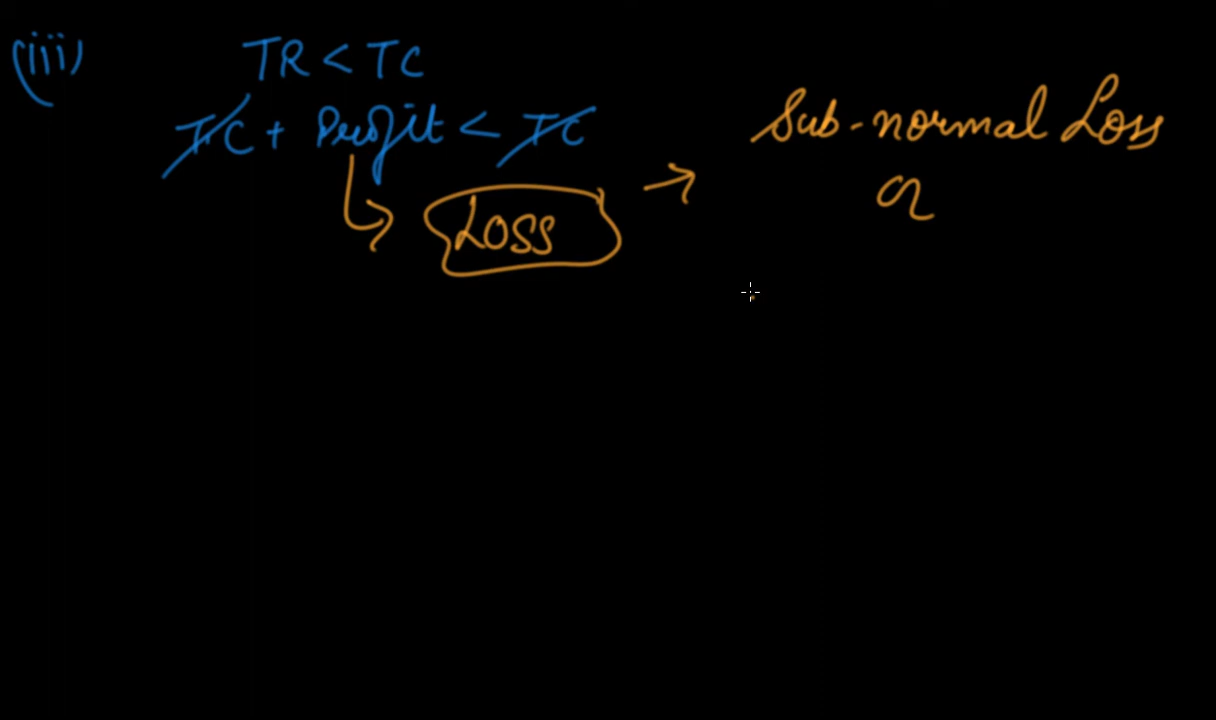 (iii) TR < TC
TC + Profit < TC
Sub-normal Loss
or
Loss